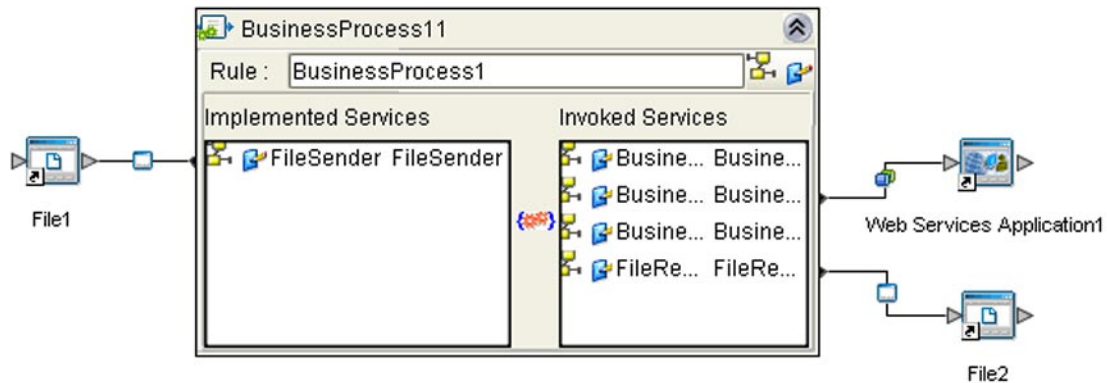 BusinessProcess11
Rule : BusinessProcess1
Implemented Services
Invoked Services
FileSender FileSender
Busine... Busine...
Busine... Busine...
Busine... Busine...
FileRe... FileRe...
File1
Web Services Application1
File2